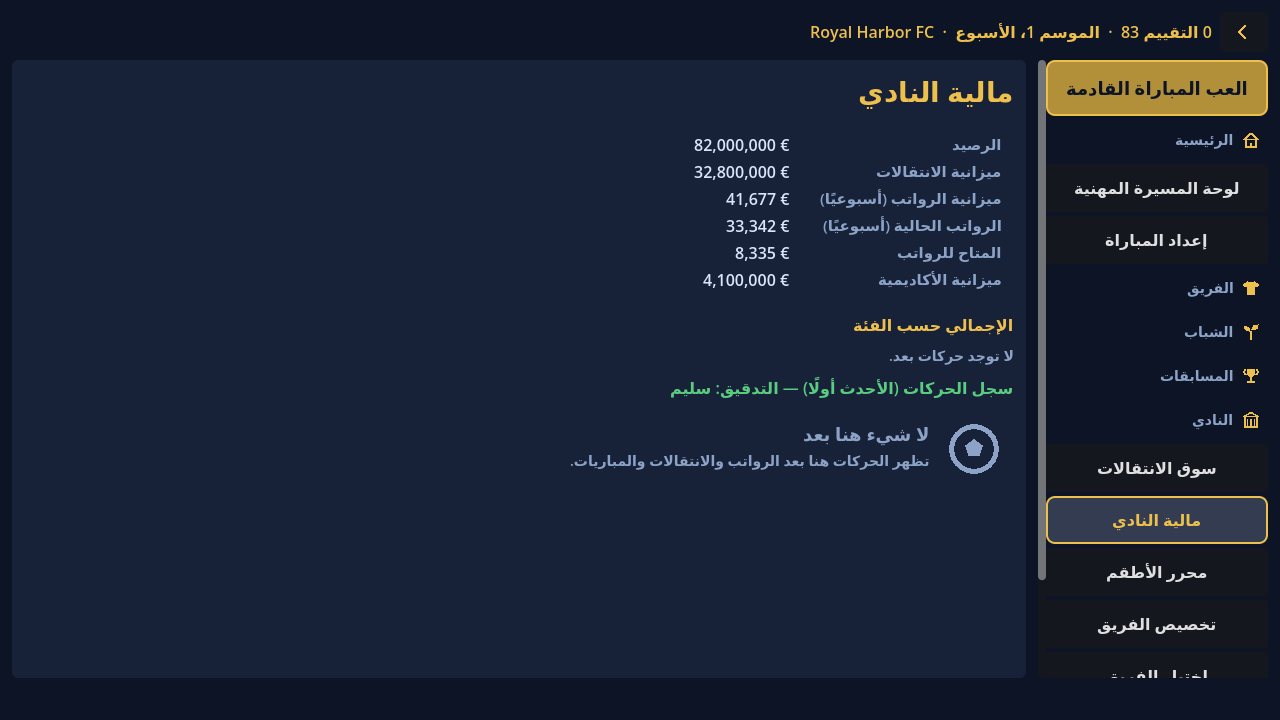 0 التقييم 83 · الموسم 1، الأسبوع · Royal Harbor FC
العب المباراة القادمة
الرئيسية
لوحة المسيرة المهنية
إعداد المباراة
الفريق
الشباب
المسابقات
النادي
سوق الانتقالات
مالية النادي
محرر الأطقم
تخصيص الفريق
مالية النادي
الرصيد 82,000,000 €
ميزانية الانتقالات 32,800,000 €
ميزانية الرواتب (أسبوعيًا) 41,677 €
الرواتب الحالية (أسبوعيًا) 33,342 €
المتاح للرواتب 8,335 €
ميزانية الأكاديمية 4,100,000 €
الإجمالي حسب الفئة
لا توجد حركات بعد.
سجل الحركات (الأحدث أولًا) — التدقيق: سليم
لا شيء هنا بعد
تظهر الحركات هنا بعد الرواتب والانتقالات والمباريات.